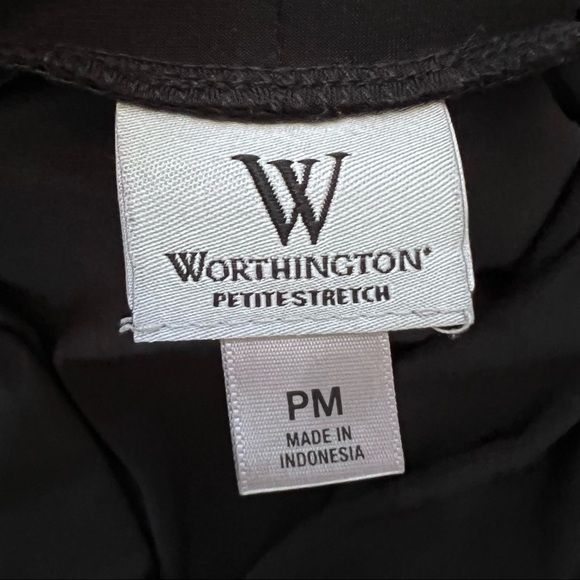 W
WORTHINGTON
PETITE STRETCH
PM
MADE IN
INDONESIA